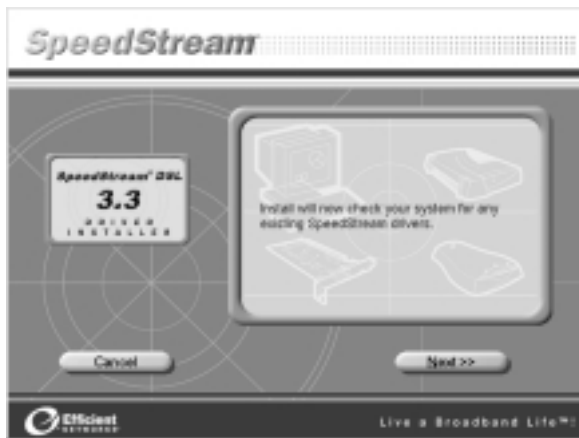 SpeedStream
SpeedStream® DSL
3.3
DRIVER
INSTALLER
Install will now check your system for any
existing SpeedStream drivers.
Cancel
Next >>
Efficient
NETWORKS
Live a Broadband Life™!